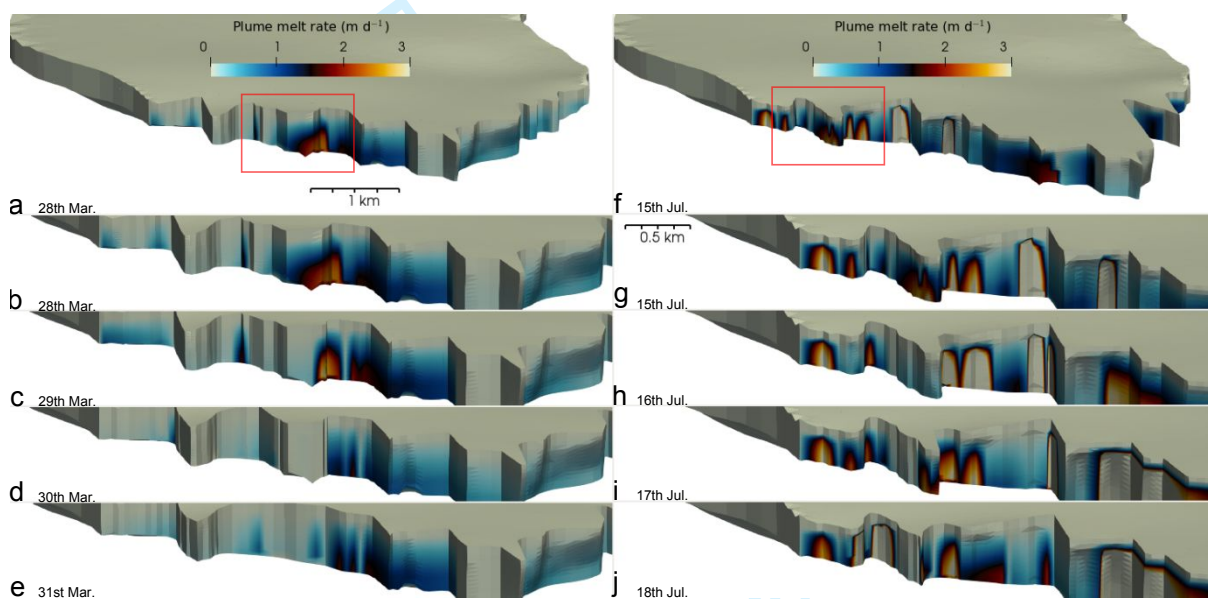 Plume melt rate (m d⁻¹)
0 1 2 3
1 km
a 28th Mar.
b 28th Mar.
c 29th Mar.
d 30th Mar.
e 31st Mar.
Plume melt rate (m d⁻¹)
0 1 2 3
f 15th Jul.
0.5 km
g 15th Jul.
h 16th Jul.
i 17th Jul.
j 18th Jul.